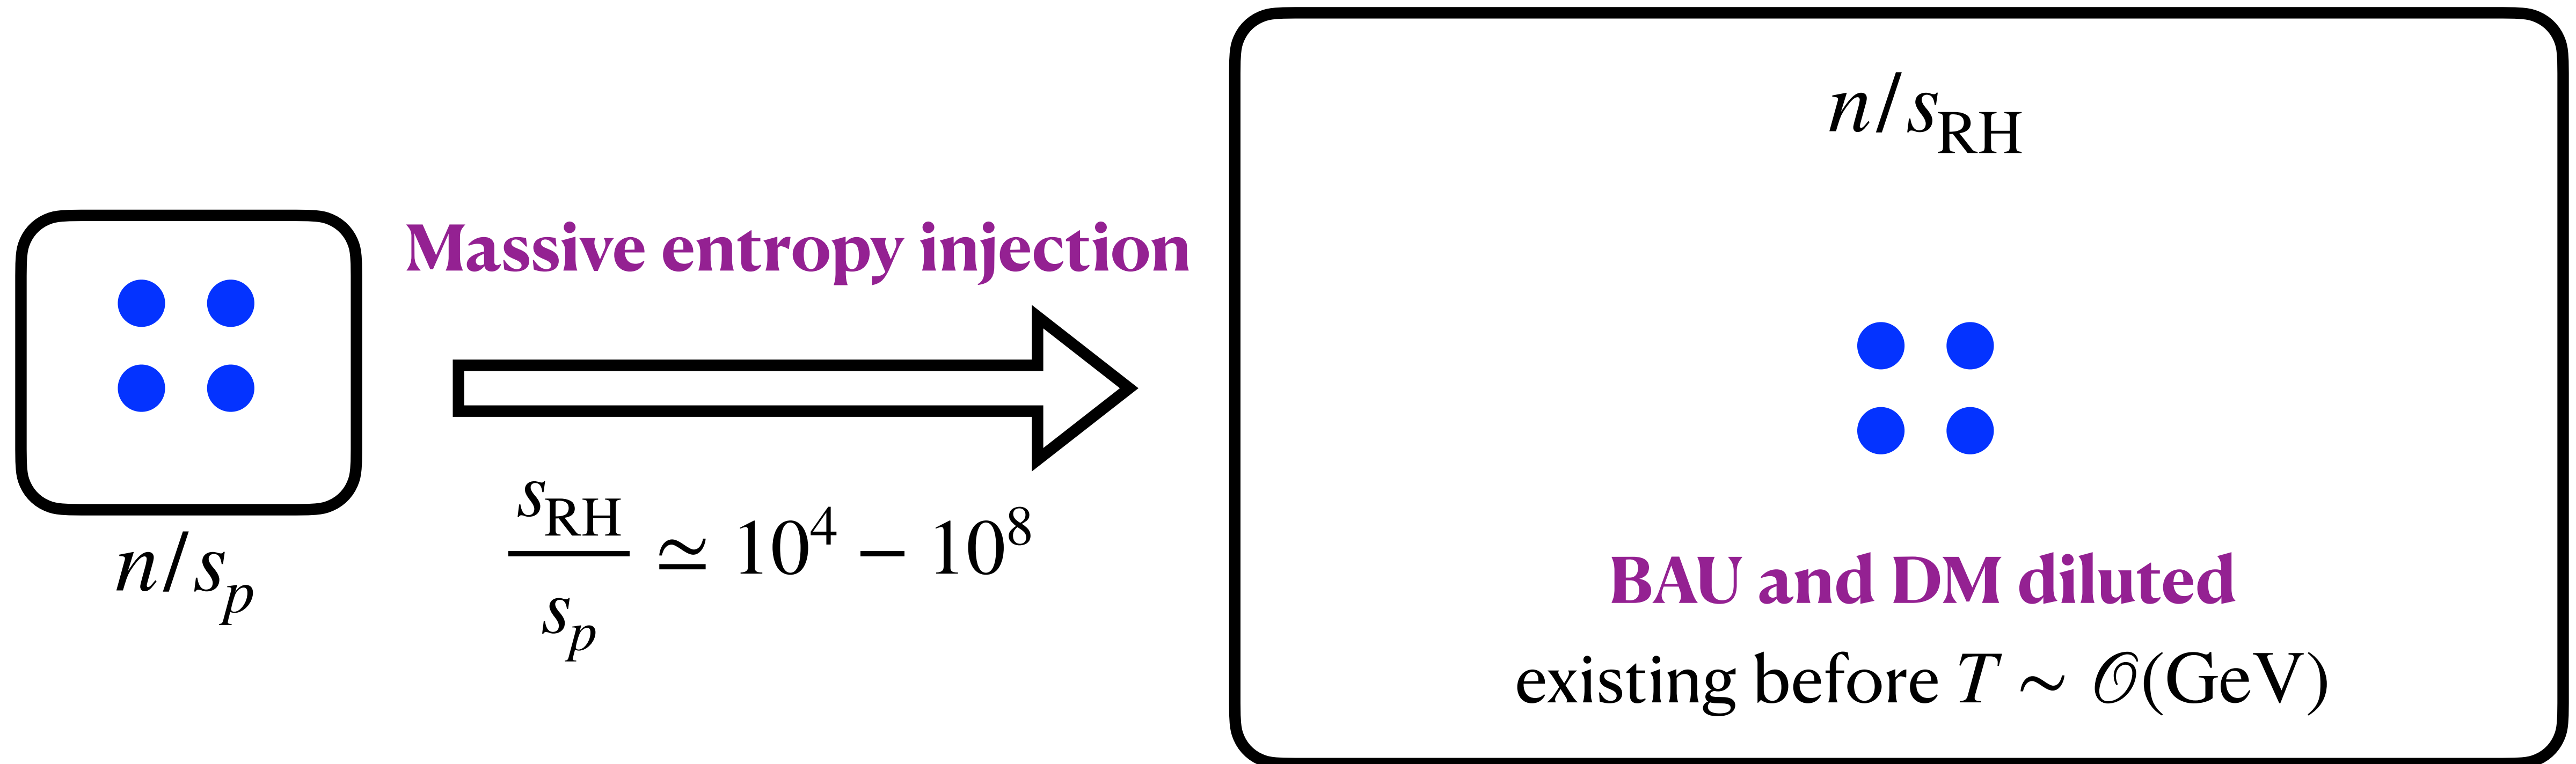 n/s_p
Massive entropy injection
s_RH/s_p ≃ 10^4 − 10^8
n/s_RH
BAU and DM diluted
existing before T ∼ 𝒪(GeV)